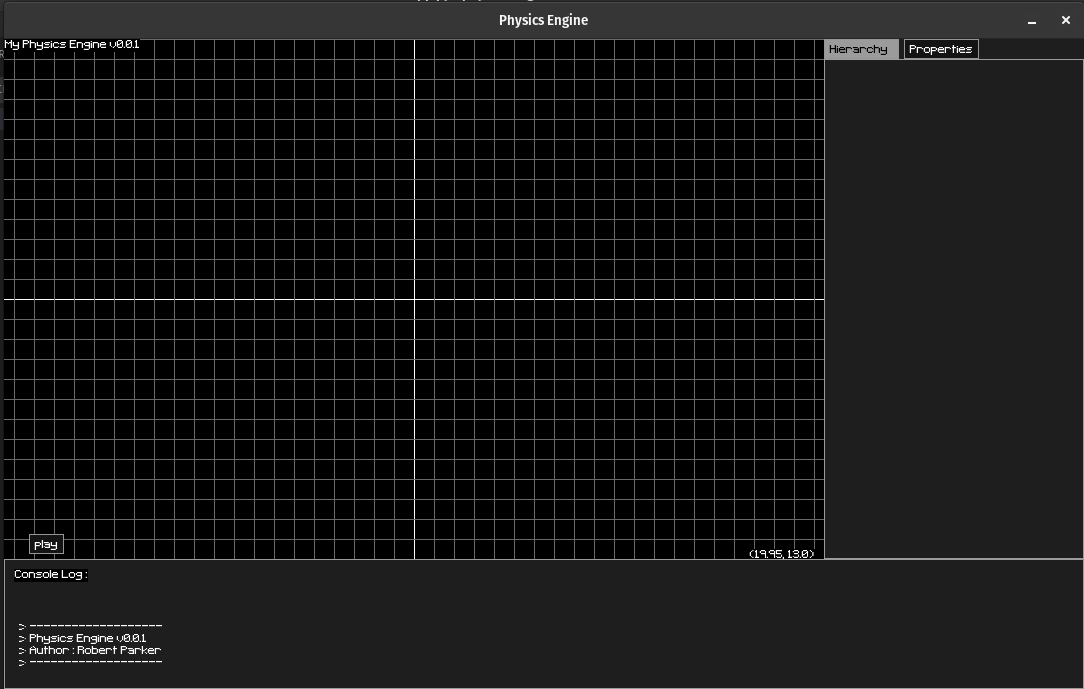 Physics Engine
My Physics Engine v0.0.1
Hierarchy Properties
play
(19.95, 13.0)
Console Log :
> -------------------
> Physics Engine v0.0.1
> Author : Robert Parker
> -------------------